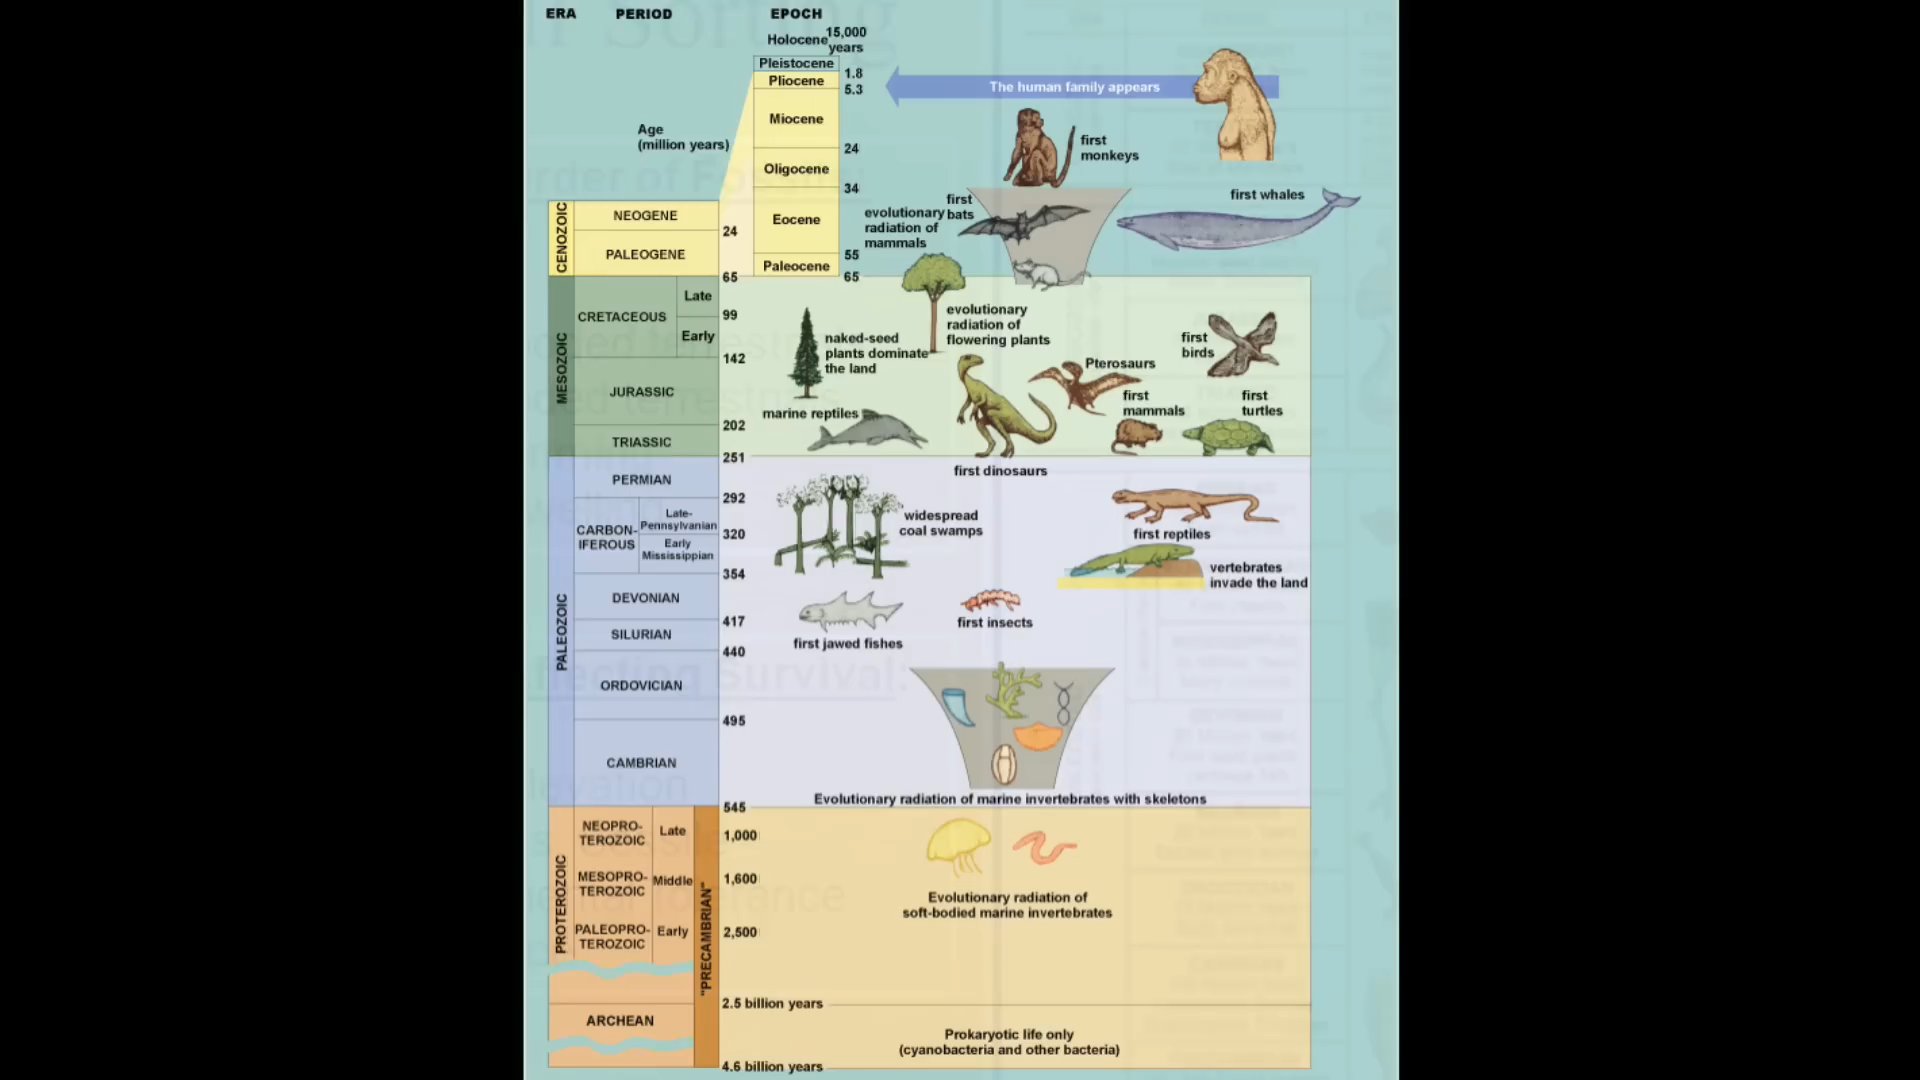 ERA PERIOD EPOCH
Holocene 15,000
years
Pleistocene
1.8
Pliocene
5.3
The human family appears
Miocene
Age
(million years)
first
monkeys
24
Oligocene
34
first whales
first
bats
evolutionary
radiation of
mammals
CENOZOIC
NEOGENE
Eocene
24
PALEOGENE
55
Paleocene
65
65
MESOZOIC
CRETACEOUS
Late
99
Early
142
evolutionary
radiation of
flowering plants
naked-seed
plants dominate
the land
first
birds
Pterosaurs
JURASSIC
first
mammals
first
turtles
marine reptiles
202
TRIASSIC
251
first dinosaurs
PALEOZOIC
PERMIAN
292
CARBON-
IFEROUS
Late-
Pennsylvanian
320
Early
Mississippian
354
widespread
coal swamps
first reptiles
vertebrates
invade the land
DEVONIAN
417
first insects
SILURIAN
first jawed fishes
440
ORDOVICIAN
495
CAMBRIAN
Evolutionary radiation of marine invertebrates with skeletons
545
PROTEROZOIC
"PRECAMBRIAN"
NEOPRO-
TEROZOIC
Late
1,000
MESOPRO-
TEROZOIC
Middle
1,600
PALEOPRO-
TEROZOIC
Early
2,500
Evolutionary radiation of
soft-bodied marine invertebrates
2.5 billion years
ARCHEAN
Prokaryotic life only
(cyanobacteria and other bacteria)
4.6 billion years
Sorting
Survival: